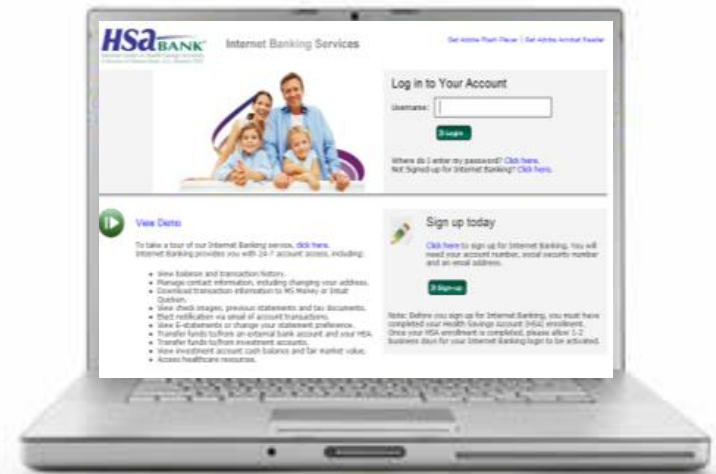 HSA BANK
Internet Banking Services
Get Adobe Flash Player | Get Adobe Acrobat Reader
Log in to Your Account
Username:
Login
Where do I enter my password? Click here.
Not Signed-up for Internet Banking? Click here.
View Demo
To take a tour of our Internet Banking service, click here.
Internet Banking provides you with 24-7 account access, including:
• View balance and transaction history.
• Manage contact information, including changing your address.
• Download transaction information to MS Money or Intuit
Quicken.
• View check images, previous statements and tax documents.
• Elect notification via email of account transactions.
• View E-statements or change your statement preference.
• Transfer funds to/from an external bank account and your HSA.
• Transfer funds to/from investment accounts.
• View investment account cash balance and fair market value.
• Access healthcare resources.
Sign up today
Click here to sign up for Internet Banking. You will
need your account number, social security number
and an email address.
Sign-up
Note: Before you sign up for Internet Banking, you must have
completed your Health Savings Account (HSA) enrollment.
Once your HSA enrollment is completed, please allow 1-2
business days for your Internet Banking login to be activated.